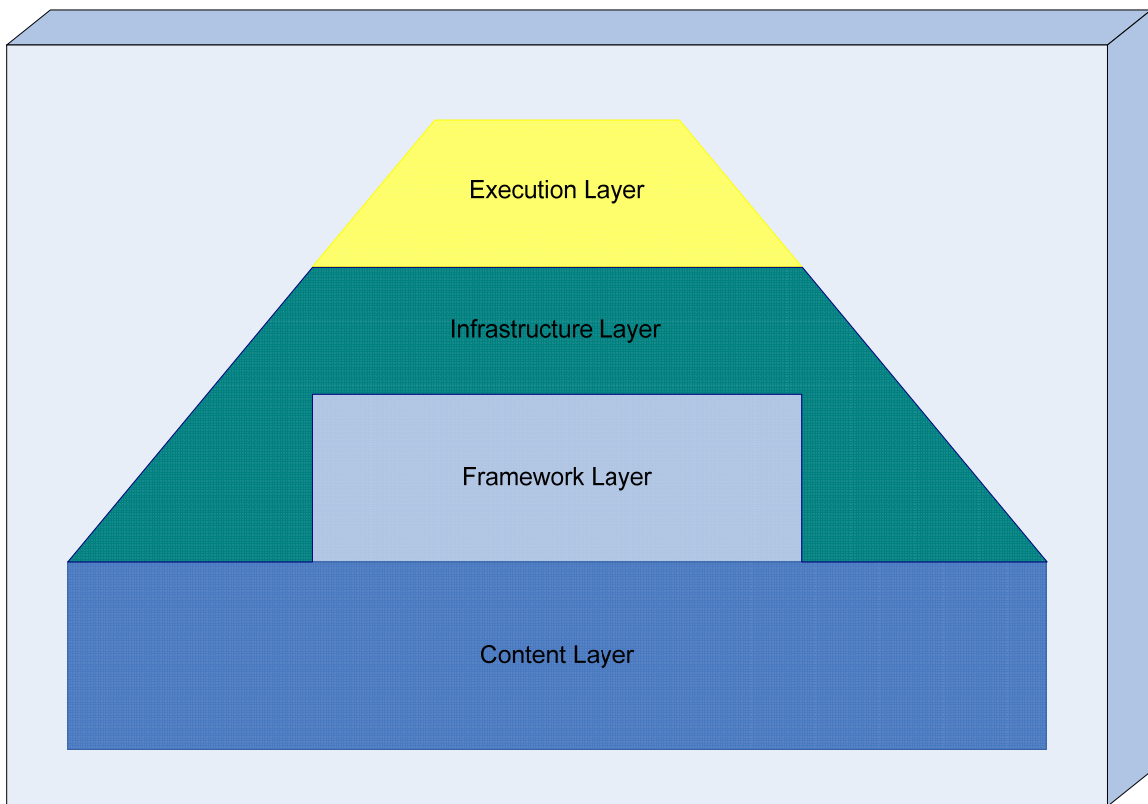 Execution Layer
Infrastructure Layer
Framework Layer
Content Layer